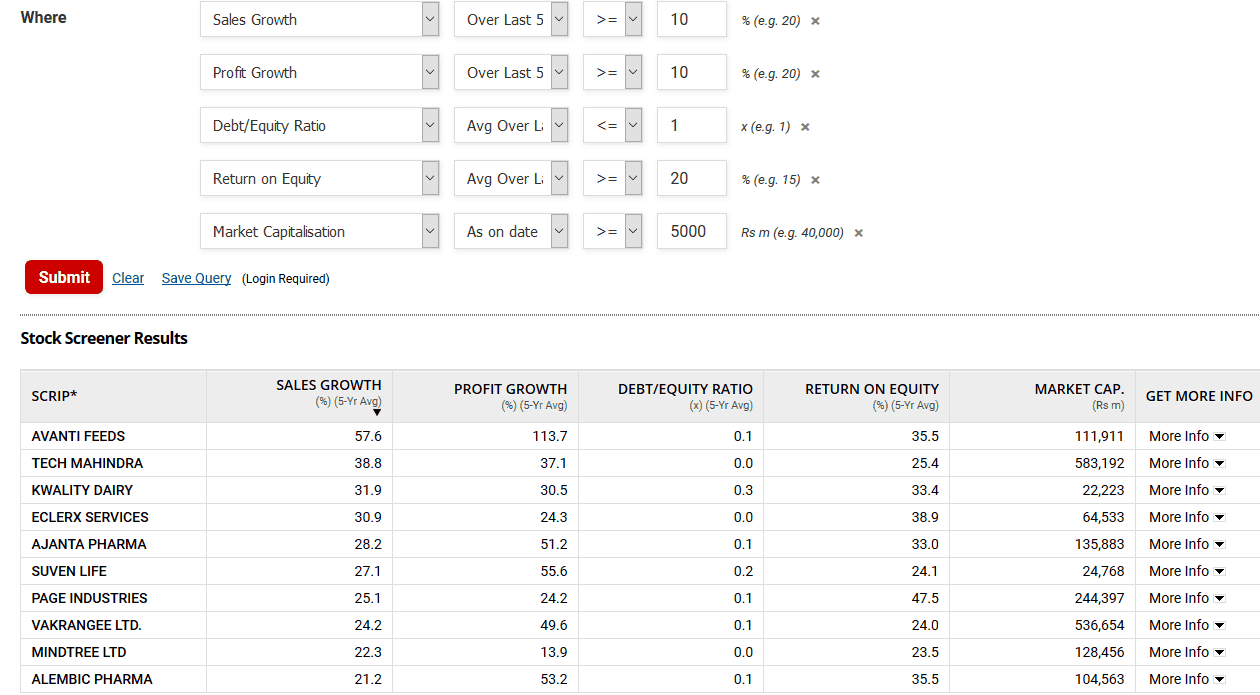 Where
Sales Growth Over Last 5 >= 10 % (e.g. 20) ×
Profit Growth Over Last 5 >= 10 % (e.g. 20) ×
Debt/Equity Ratio Avg Over La <= 1 x (e.g. 1) ×
Return on Equity Avg Over La >= 20 % (e.g. 15) ×
Market Capitalisation As on date >= 5000 Rs m (e.g. 40,000) ×
Submit Clear Save Query (Login Required)
Stock Screener Results
SCRIP* SALES GROWTH PROFIT GROWTH DEBT/EQUITY RATIO RETURN ON EQUITY MARKET CAP. GET MORE INFO
(%) (5-Yr Avg) (%) (5-Yr Avg) (x) (5-Yr Avg) (%) (5-Yr Avg) (Rs m)
AVANTI FEEDS 57.6 113.7 0.1 35.5 111,911 More Info
TECH MAHINDRA 38.8 37.1 0.0 25.4 583,192 More Info
KWALITY DAIRY 31.9 30.5 0.3 33.4 22,223 More Info
ECLERX SERVICES 30.9 24.3 0.0 38.9 64,533 More Info
AJANTA PHARMA 28.2 51.2 0.1 33.0 135,883 More Info
SUVEN LIFE 27.1 55.6 0.2 24.1 24,768 More Info
PAGE INDUSTRIES 25.1 24.2 0.1 47.5 244,397 More Info
VAKRANGEE LTD. 24.2 49.6 0.1 24.0 536,654 More Info
MINDTREE LTD 22.3 13.9 0.0 23.5 128,456 More Info
ALEMBIC PHARMA 21.2 53.2 0.1 35.5 104,563 More Info